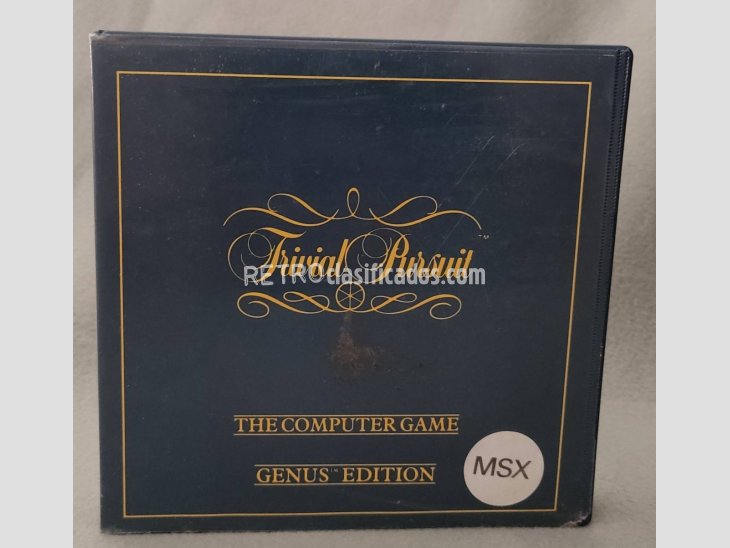 Trivial Pursuit™
RETROclasificados.com
THE COMPUTER GAME
GENUS™ EDITION
MSX